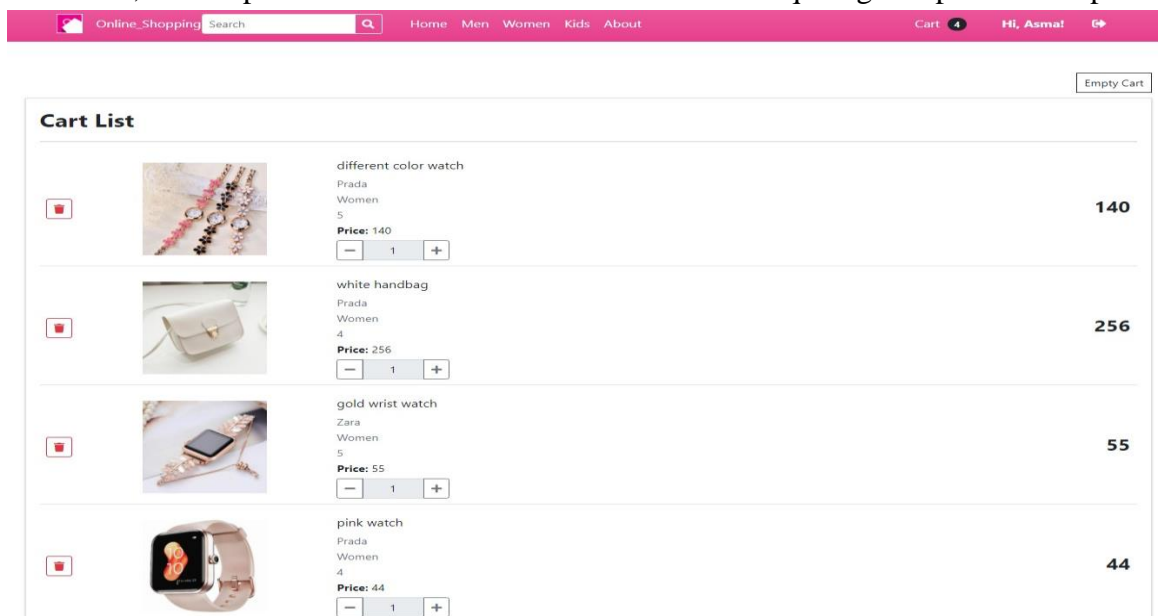 Online_Shopping Search Home Men Women Kids About Cart 4 Hi, Asma!
Empty Cart
Cart List
different color watch
Prada
Women
5
Price: 140
1
140
white handbag
Prada
Women
4
Price: 256
1
256
gold wrist watch
Zara
Women
5
Price: 55
1
55
pink watch
Prada
Women
4
Price: 44
1
44